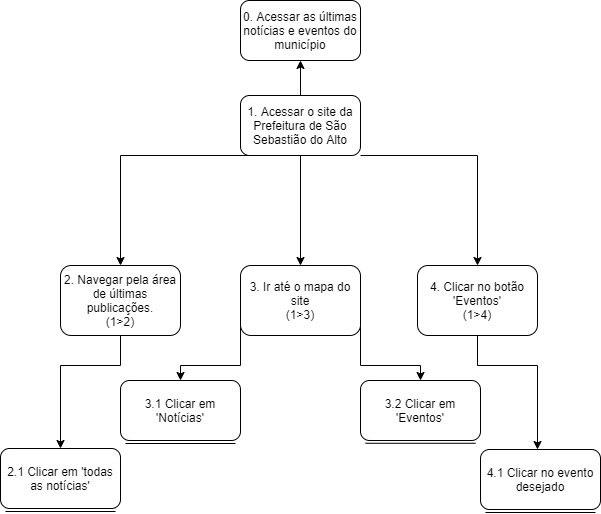 0. Acessar as últimas
notícias e eventos do
município
1. Acessar o site da
Prefeitura de São
Sebastião do Alto
2. Navegar pela área
de últimas
publicações.
(1>2)
3. Ir até o mapa do
site
(1>3)
4. Clicar no botão
'Eventos'
(1>4)
3.1 Clicar em
'Notícias'
3.2 Clicar em
'Eventos'
2.1 Clicar em 'todas
as notícias'
4.1 Clicar no evento
desejado